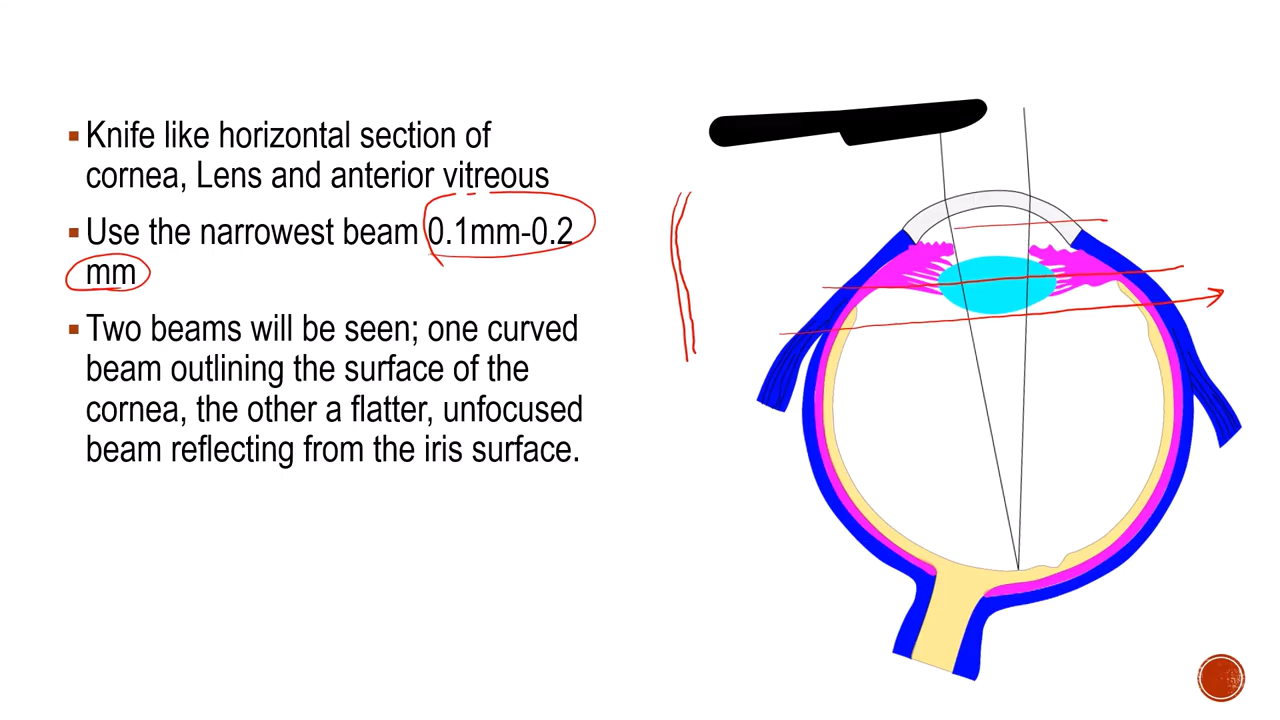 Knife like horizontal section of
cornea, Lens and anterior vitreous
Use the narrowest beam 0.1mm-0.2
mm
Two beams will be seen; one curved
beam outlining the surface of the
cornea, the other a flatter, unfocused
beam reflecting from the iris surface.